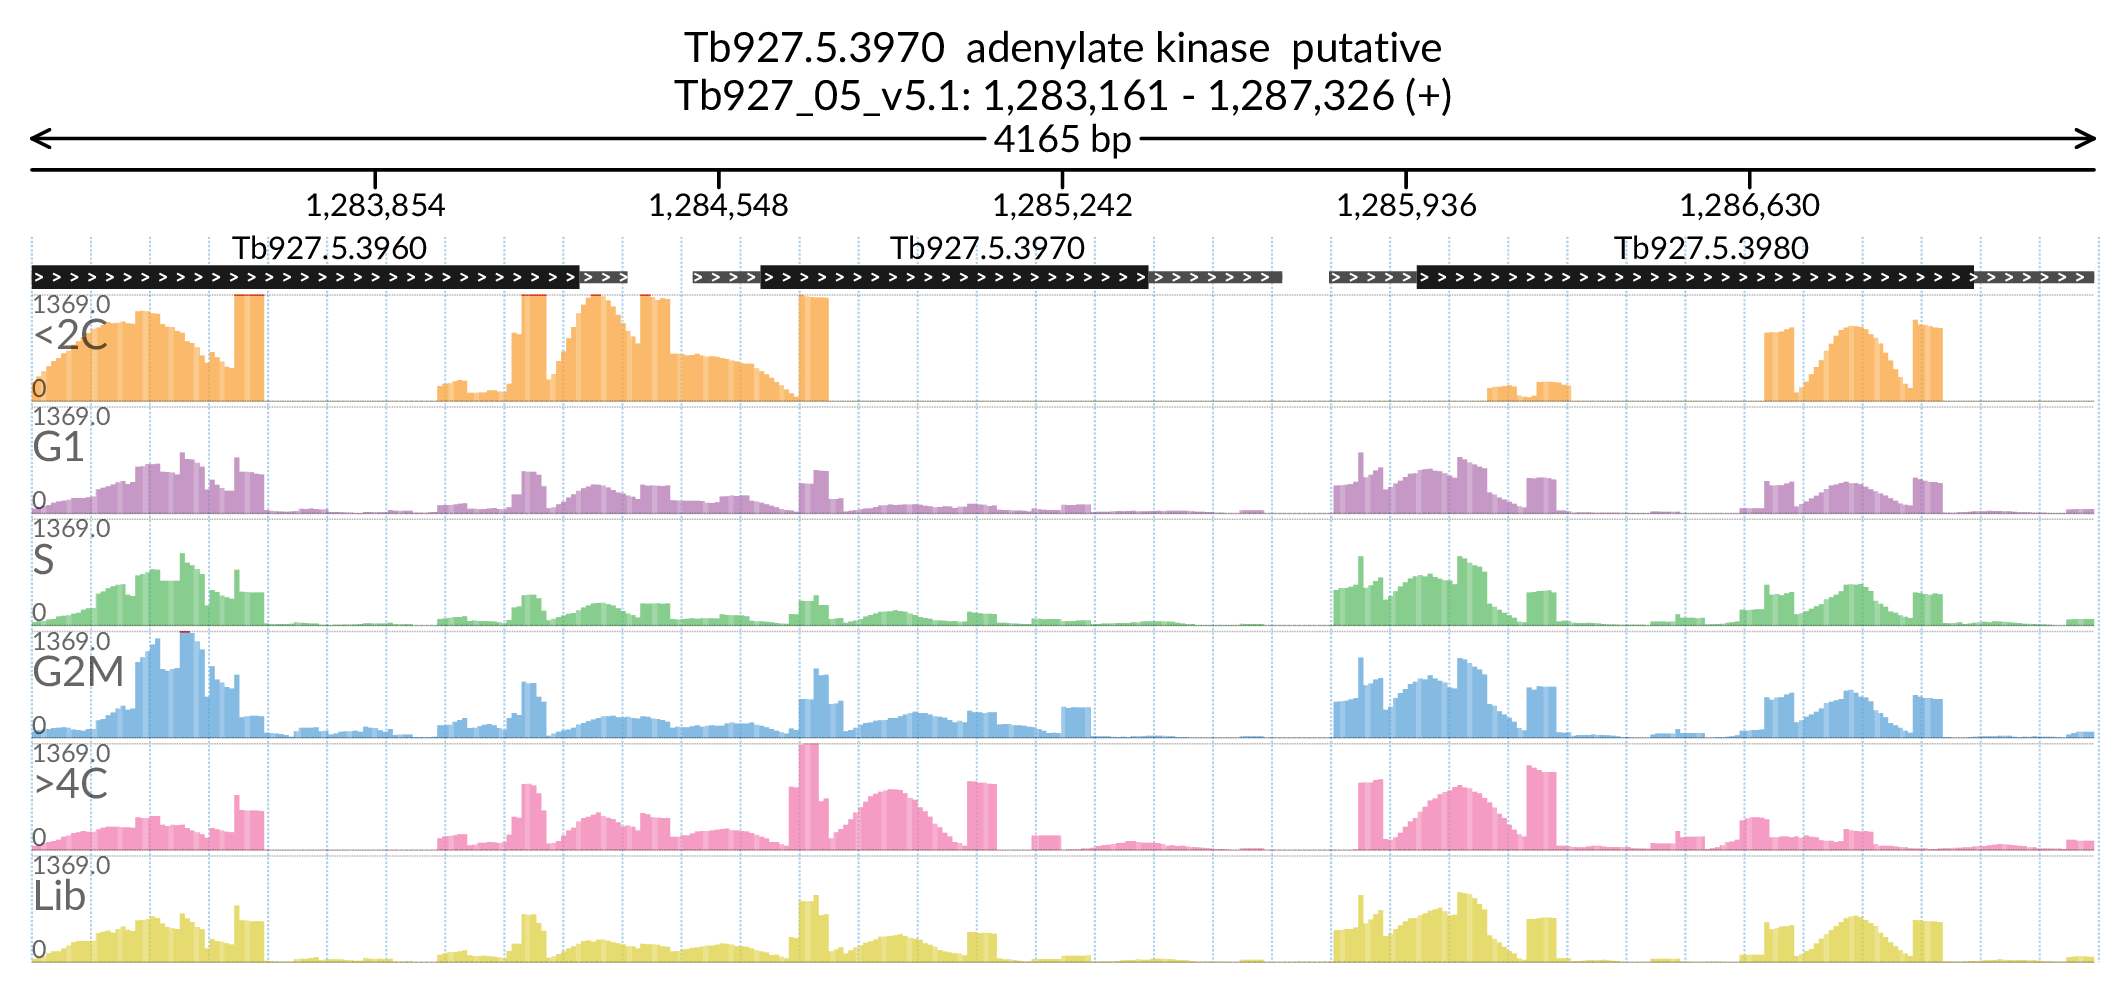 Tb927.5.3970 adenylate kinase putative
Tb927_05_v5.1: 1,283,161 - 1,287,326 (+)
4165 bp
1,283,854 1,284,548 1,285,242 1,285,936 1,286,630
Tb927.5.3960 Tb927.5.3970 Tb927.5.3980
1369.0
<2C
0
1369.0
G1
0
1369.0
S
0
1369.0
G2M
0
1369.0
>4C
0
1369.0
Lib
0